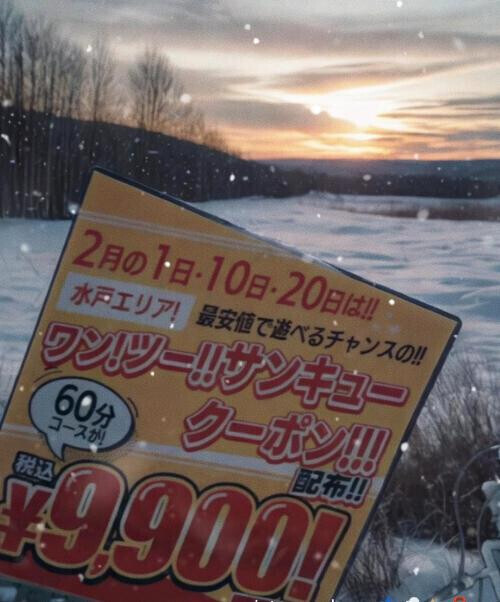 2月の1日・10日・20日は!!
水戸エリア!
最安値で遊べるチャンスの!!
ワン!ツー!!サンキュー
クーポン!!!
配布!!
60分
コースが!
税込
¥9,900!